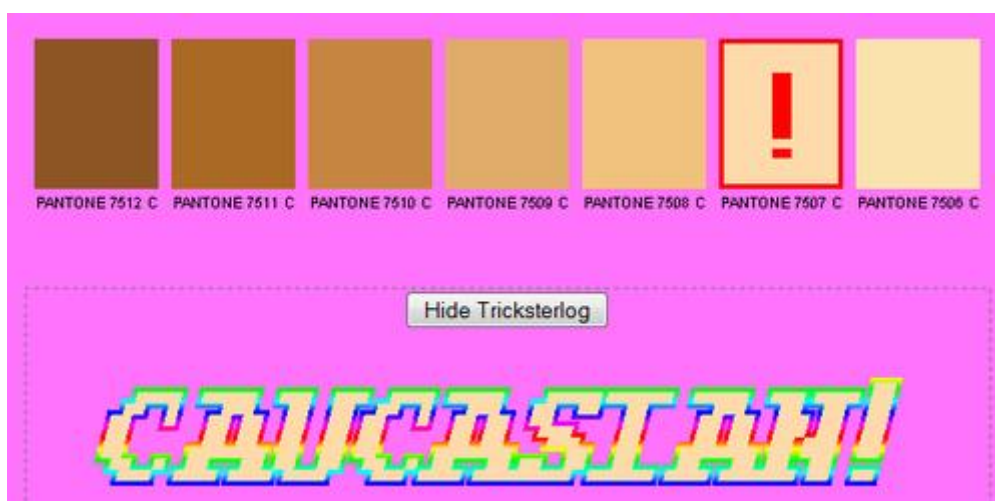 !
PANTONE 7512 C PANTONE 7511 C PANTONE 7510 C PANTONE 7509 C PANTONE 7508 C PANTONE 7507 C PANTONE 7506 C
Hide Tricksterlog
CAUCASIAN!